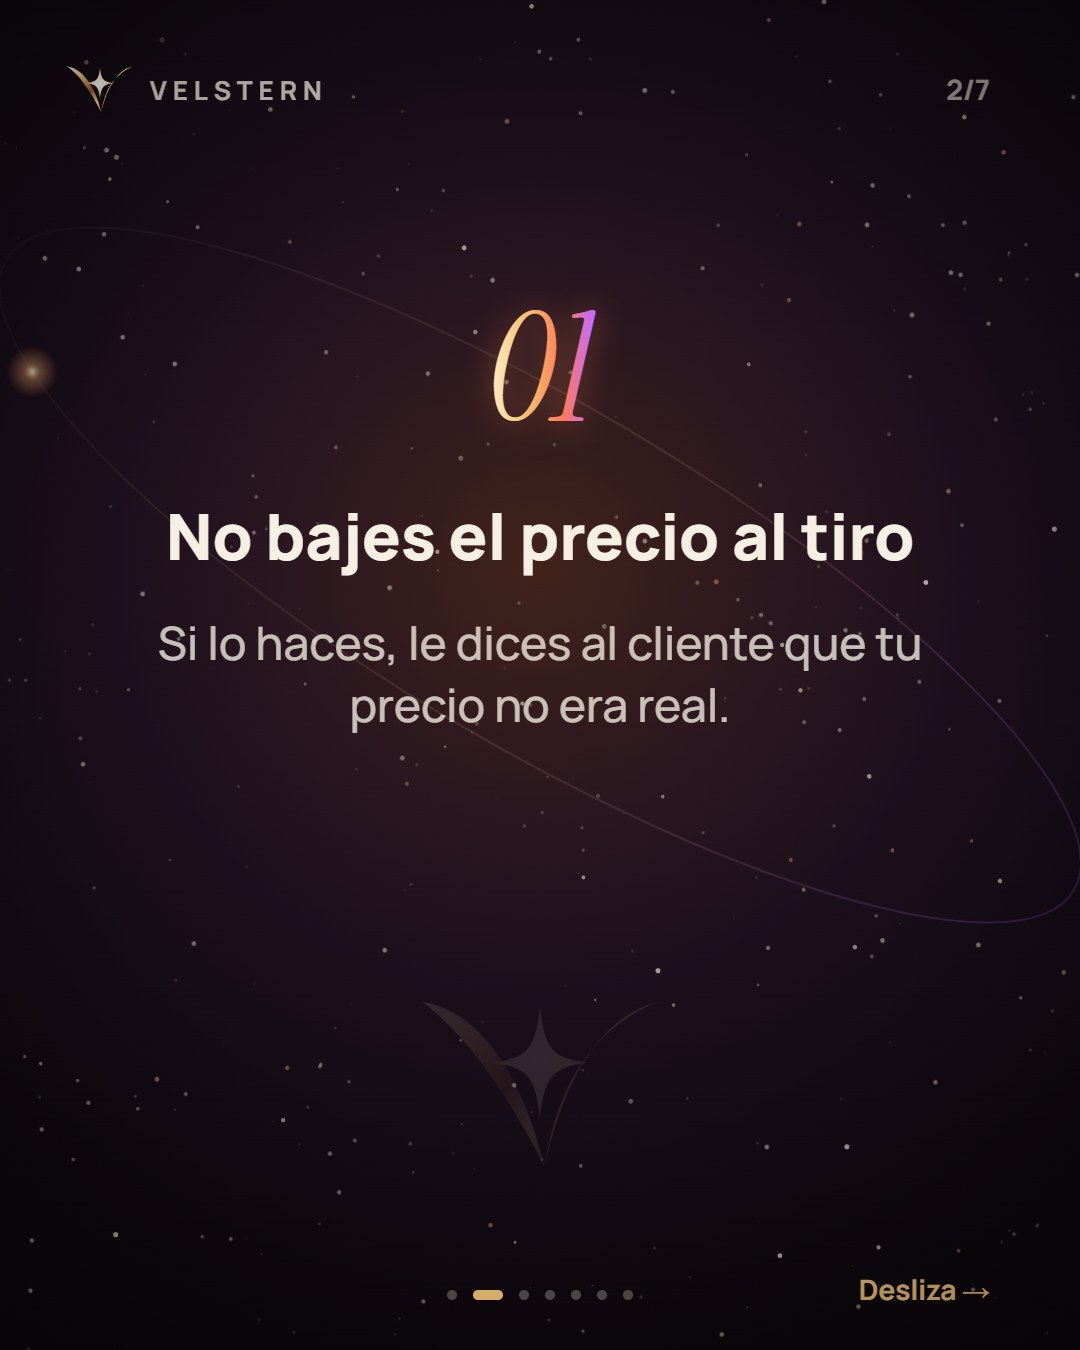 VELSTERN
2/7
01
No bajes el precio al tiro
Si lo haces, le dices al cliente que tu
precio no era real.
Desliza →